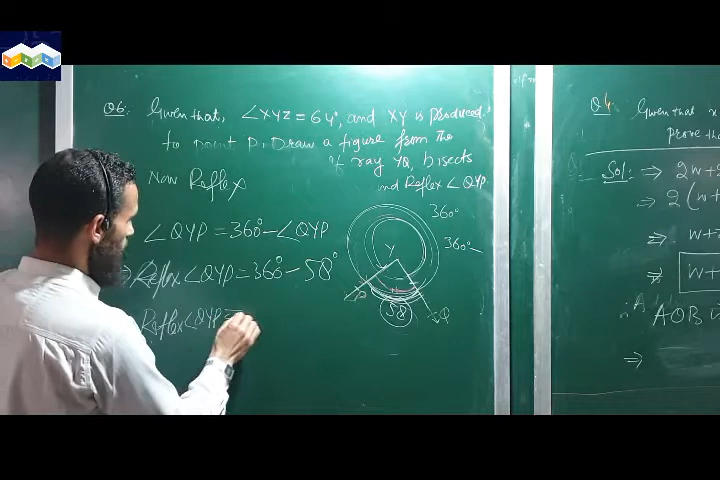 Q6. Given that, ∠XYZ = 64°, and XY is Produced
to point P. Draw a figure from the
of ray YQ, bisects
and Reflex ∠QYP
Now Reflex
∠QYP = 360° - ∠QYP
⇒ Reflex ∠QYP = 360° - 58°
Reflex ∠QYP =
360°
360°
Y
P
Q
58
Q4. Given that x
Prove tha
Sol: ⇒ 2w+
⇒ 2(w+
⇒ w+
⇒ w+
∴ AOB
⇒